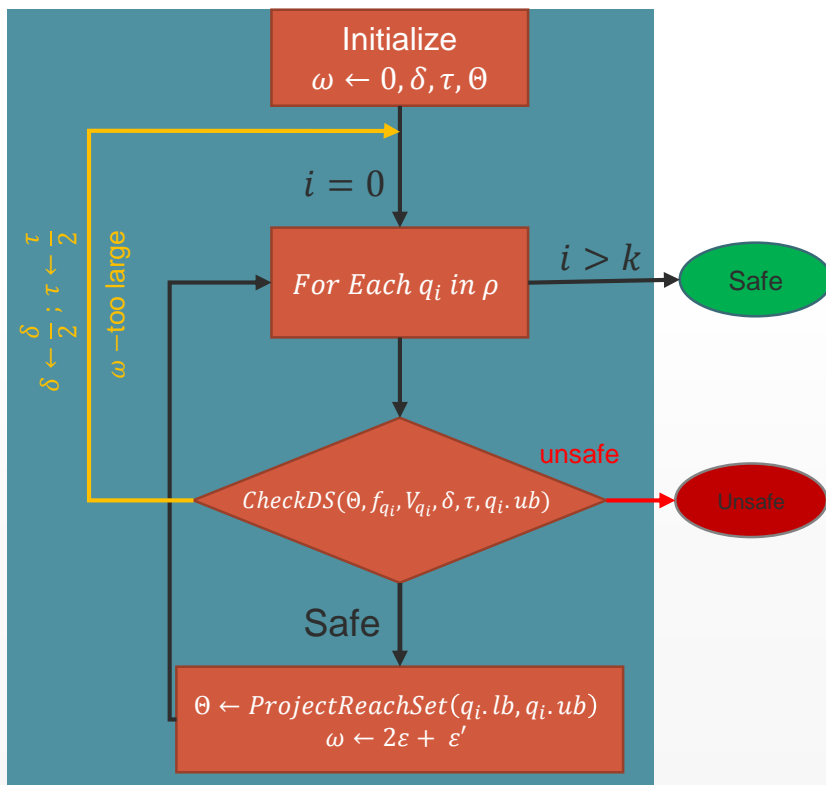 Initialize
ω ← 0, δ, τ, Θ
i = 0
δ ← δ/2 ; τ ← τ/2
ω −too large
For Each q_i in ρ
i > k
Safe
CheckDS(Θ, f_{q_i}, V_{q_i}, δ, τ, q_i. ub)
unsafe
Unsafe
Safe
Θ ← ProjectReachSet(q_i. lb, q_i. ub)
ω ← 2ε + ε′